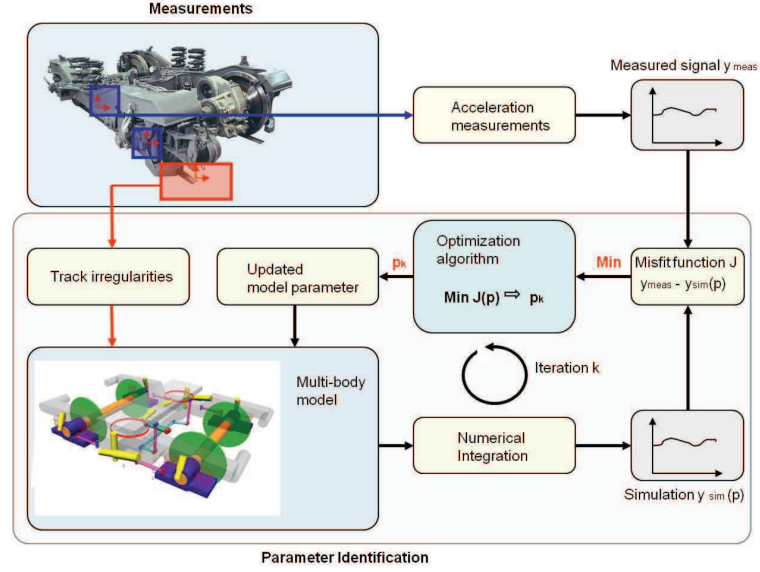 Measurements
Measured signal y meas
Acceleration
measurements
Track irregularities
Updated
model parameter
pk
Optimization
algorithm
Min J(p) ⇨ pk
Min
Misfit function J
ymeas - ysim(p)
Iteration k
Multi-body
model
Numerical
Integration
Simulation y sim (p)
Parameter Identification